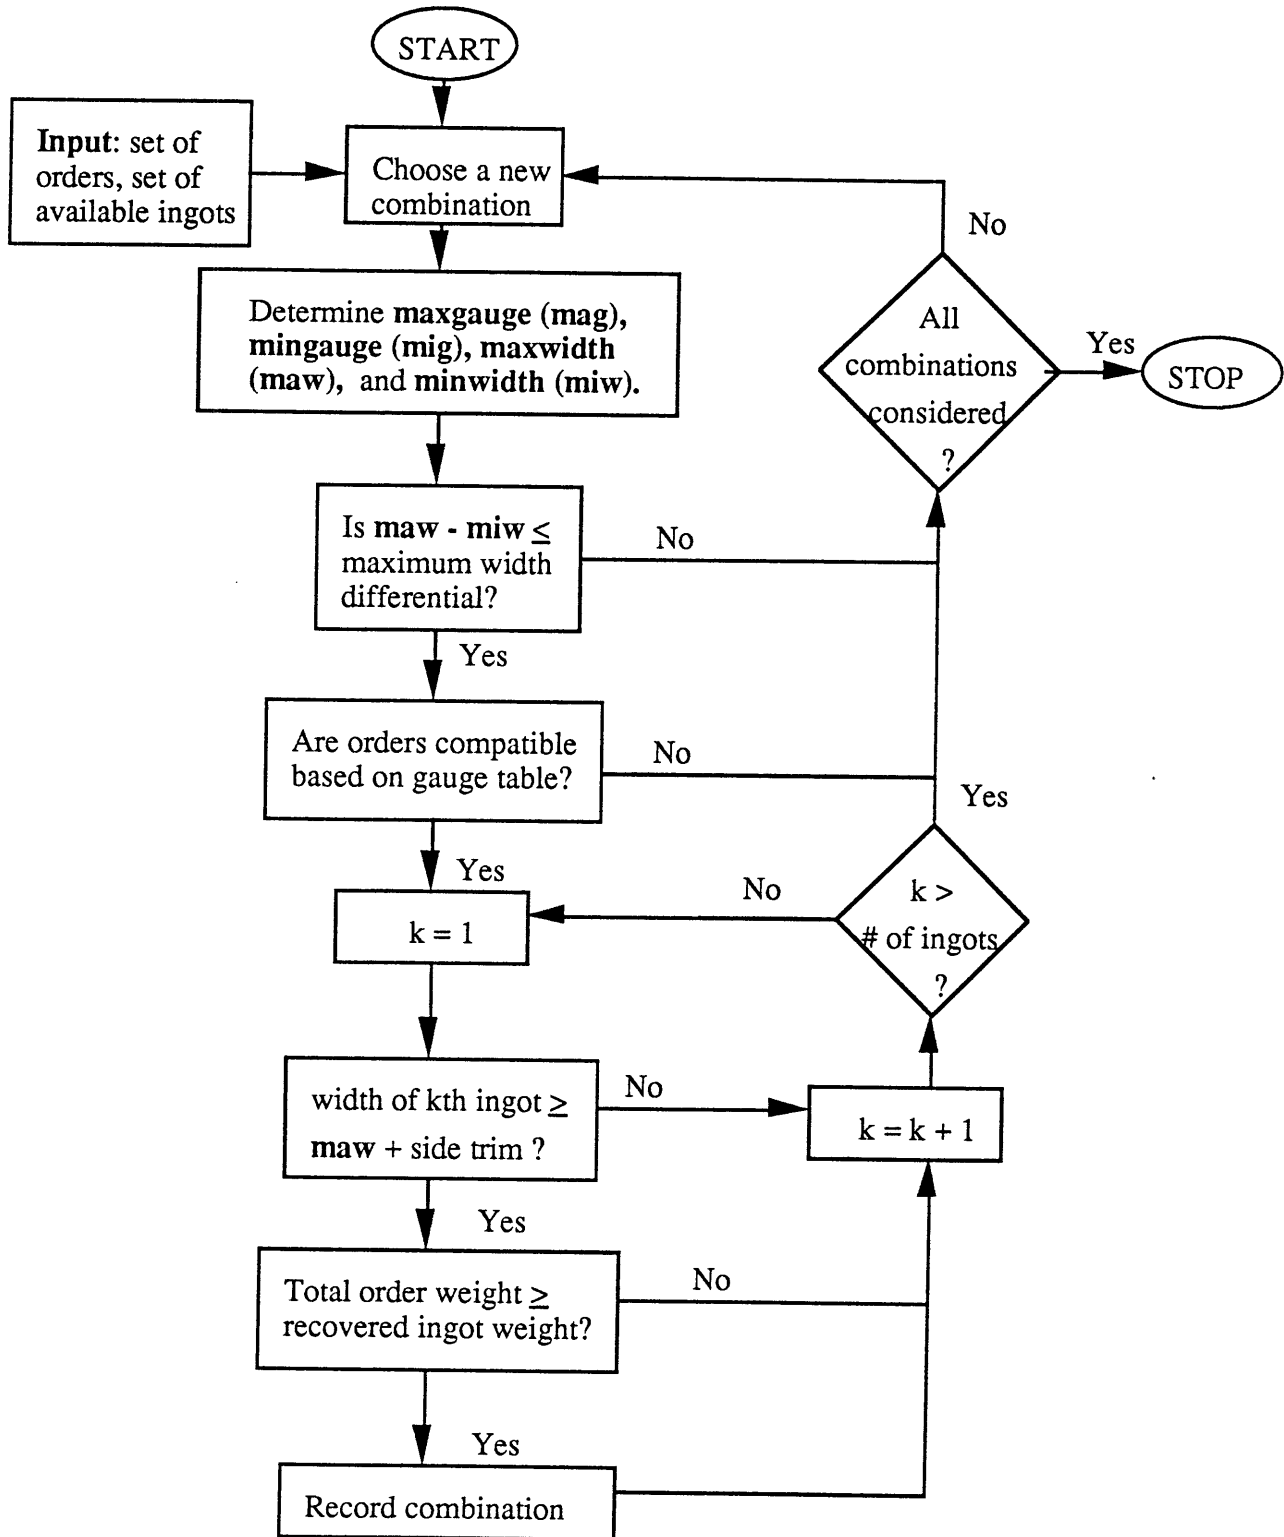 START
Input: set of
orders, set of
available ingots
Choose a new
combination
No
Determine maxgauge (mag),
mingauge (mig), maxwidth
(maw), and minwidth (miw).
All
combinations
considered
?
Yes
STOP
Is maw - miw ≤
maximum width
differential?
No
Yes
Are orders compatible
based on gauge table?
No
Yes
Yes
k = 1
No
k >
# of ingots
?
width of kth ingot ≥
maw + side trim ?
No
k = k + 1
Yes
Total order weight ≥
recovered ingot weight?
No
Yes
Record combination